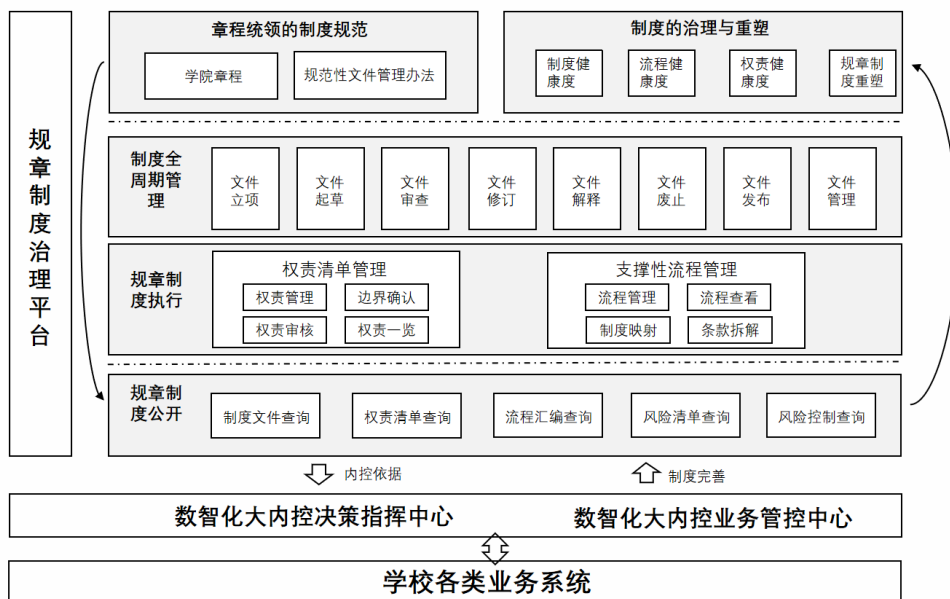 规章制度治理平台
章程统领的制度规范
学院章程
规范性文件管理办法
制度的治理与重塑
制度健
康度
流程健
康度
权责健
康度
规章制
度重塑
制度全
周期管
理
文件
立项
文件
起草
文件
审查
文件
修订
文件
解释
文件
废止
文件
发布
文件
管理
规章制
度执行
权责清单管理
权责管理
边界确认
权责审核
权责一览
支撑性流程管理
流程管理
流程查看
制度映射
条款拆解
规章制
度公开
制度文件查询
权责清单查询
流程汇编查询
风险清单查询
风险控制查询
内控依据
制度完善
数智化大内控决策指挥中心
数智化大内控业务管控中心
学校各类业务系统